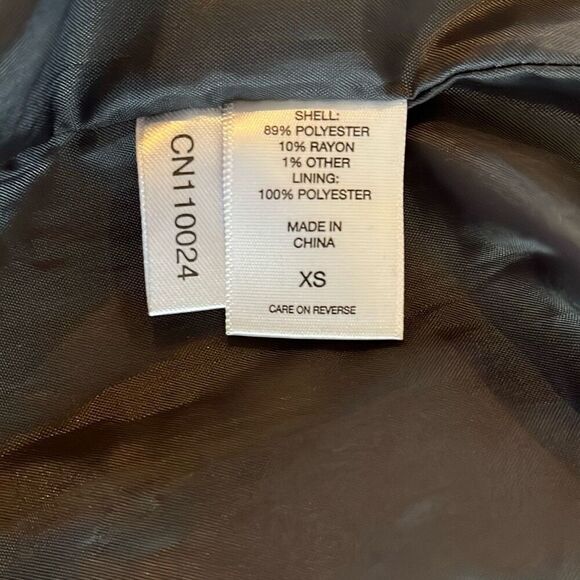 CN110024
SHELL:
89% POLYESTER
10% RAYON
1% OTHER
LINING:
100% POLYESTER
MADE IN
CHINA
XS
CARE ON REVERSE